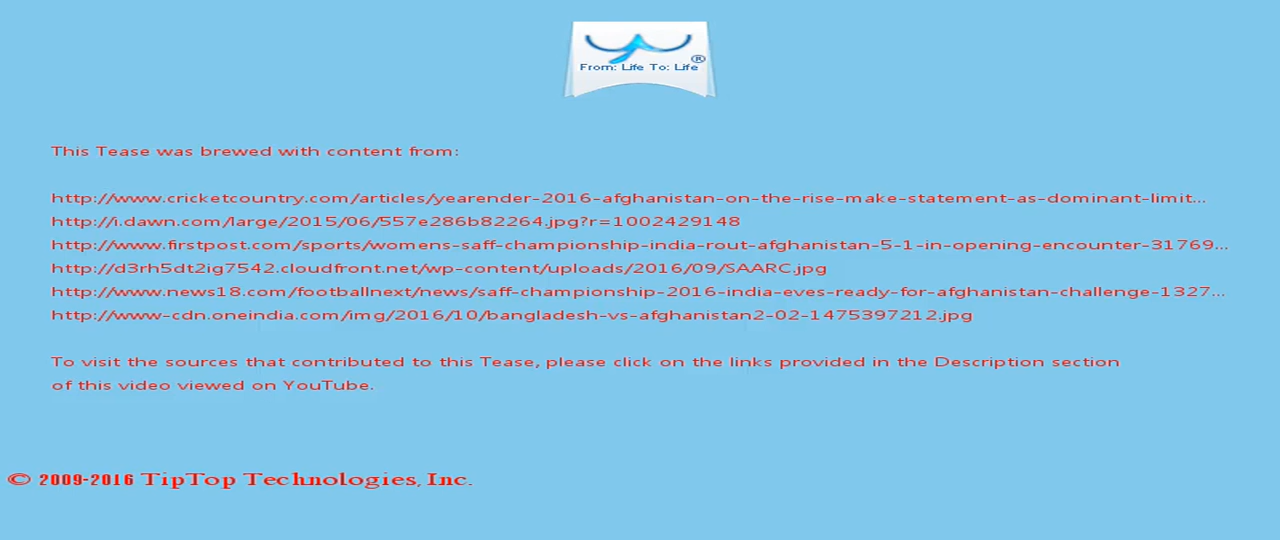 From: Life To: Life®
This Tease was brewed with content from:
http://www.cricketcountry.com/articles/yearender-2016-afghanistan-on-the-rise-make-statement-as-dominant-limit...
http://i.dawn.com/large/2015/06/557e286b82264.jpg?r=1002429148
http://www.firstpost.com/sports/womens-saff-championship-india-rout-afghanistan-5-1-in-opening-encounter-31769...
http://d3rh5dt2ig7542.cloudfront.net/wp-content/uploads/2016/09/SAARC.jpg
http://www.news18.com/footballnext/news/saff-championship-2016-india-eves-ready-for-afghanistan-challenge-1327...
http://www-cdn.oneindia.com/img/2016/10/bangladesh-vs-afghanistan2-02-1475397212.jpg
To visit the sources that contributed to this Tease, please click on the links provided in the Description section
of this video viewed on YouTube.
© 2009-2016 TipTop Technologies, Inc.